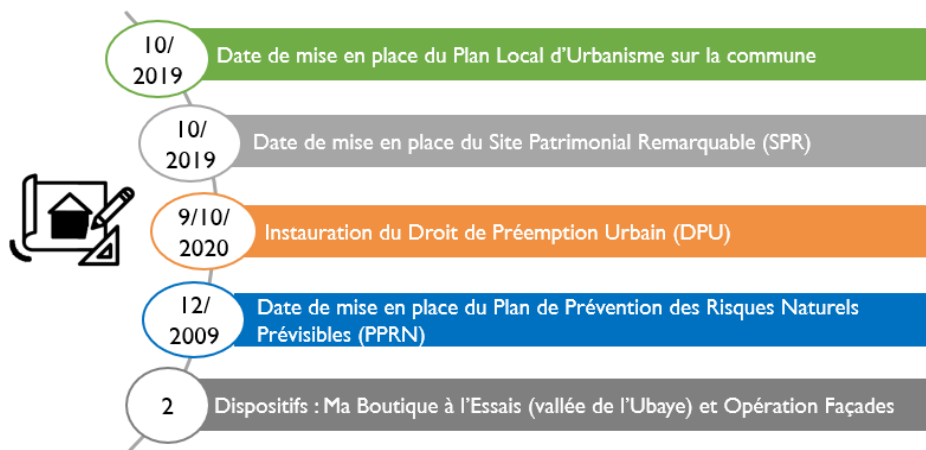 10/
2019
Date de mise en place du Plan Local d'Urbanisme sur la commune
10/
2019
Date de mise en place du Site Patrimonial Remarquable (SPR)
9/10/
2020
Instauration du Droit de Préemption Urbain (DPU)
12/
2009
Date de mise en place du Plan de Prévention des Risques Naturels
Prévisibles (PPRN)
2
Dispositifs : Ma Boutique à l'Essais (vallée de l'Ubaye) et Opération Façades